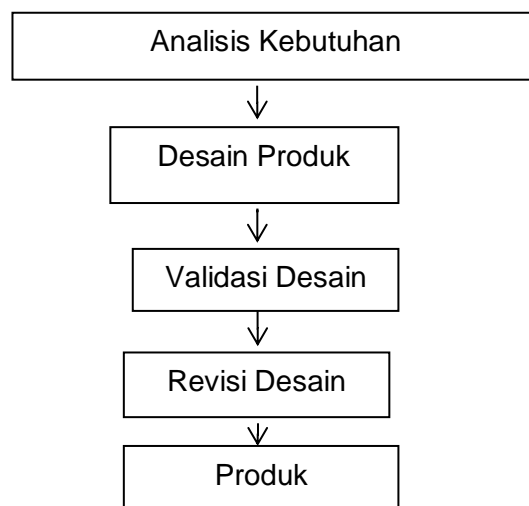 Analisis Kebutuhan
Desain Produk
Validasi Desain
Revisi Desain
Produk